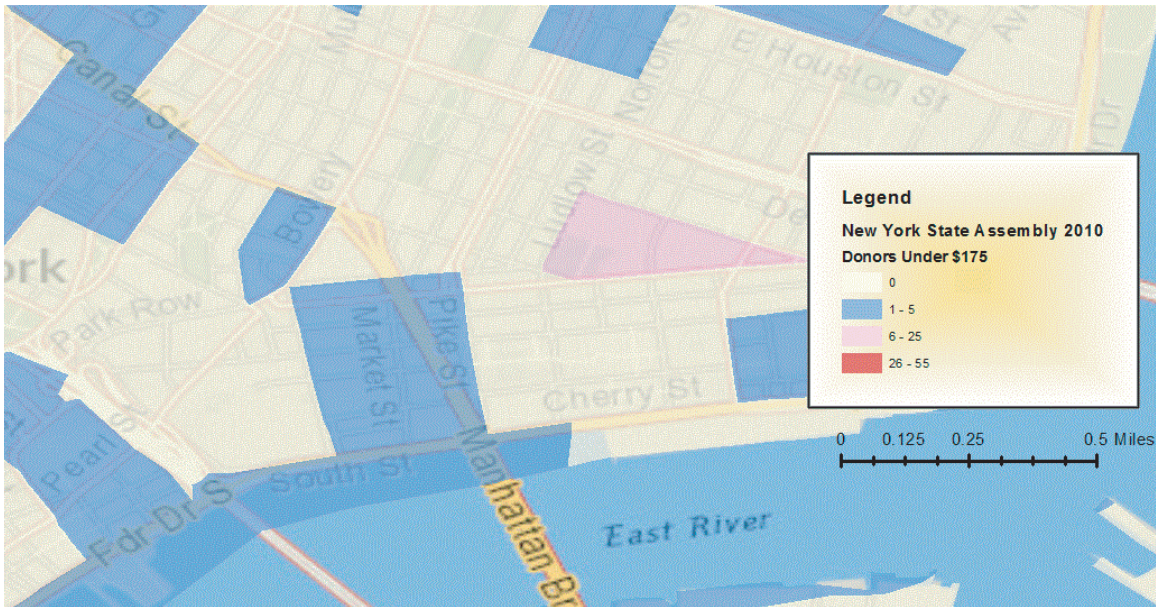 Canal St
Bowery
Ludlow St
Norfolk St
E Houston St
Dr
ork
Park Row
Market St
Pike St
Cherry St
Pearl S
South St
Fdr Dr S
Manhattan Br
East River
Legend
New York State Assembly 2010
Donors Under $175
0
1 - 5
6 - 25
26 - 55
0 0.125 0.25 0.5 Miles